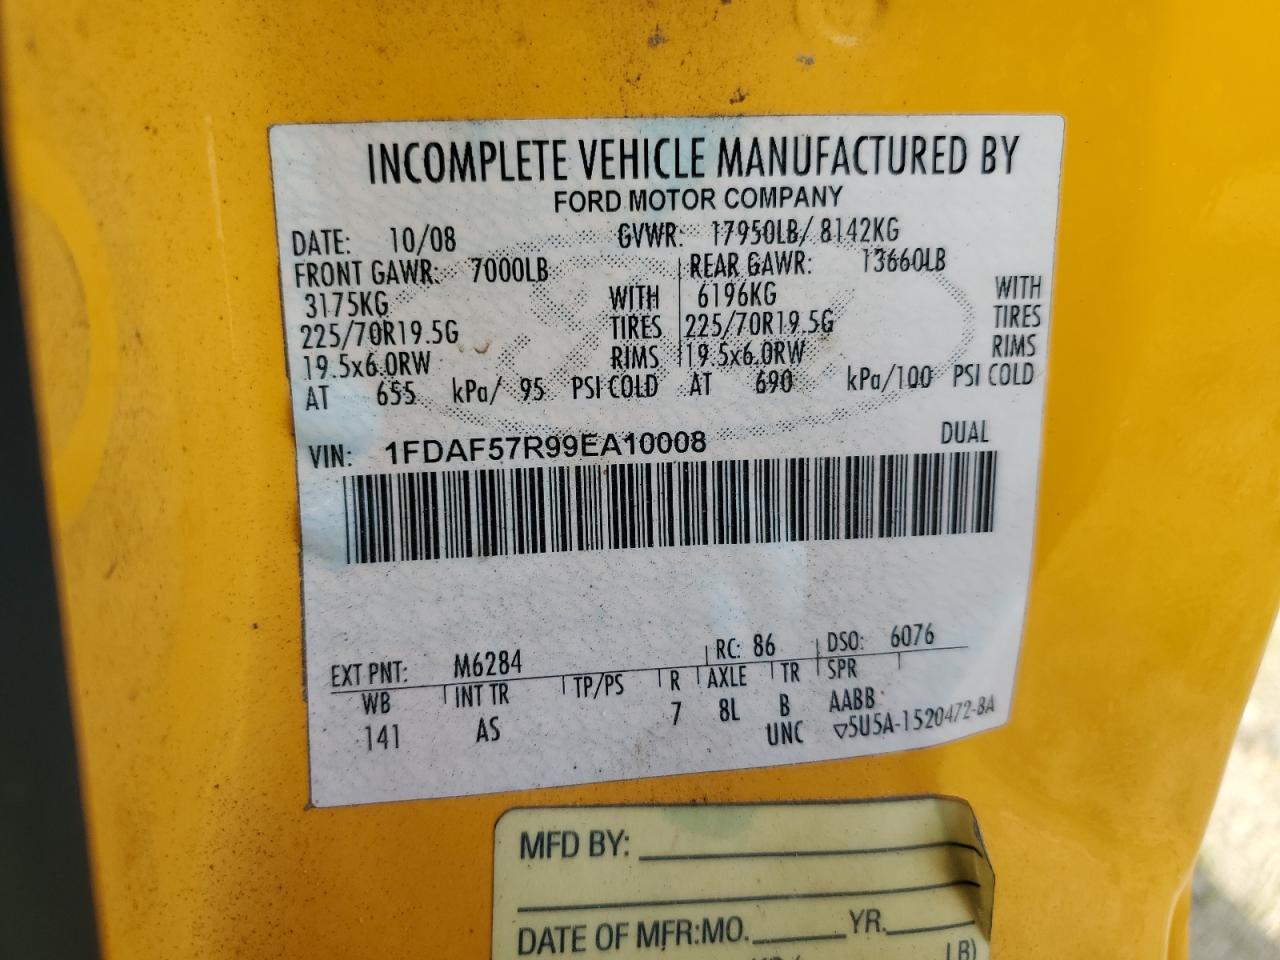 INCOMPLETE VEHICLE MANUFACTURED BY
FORD MOTOR COMPANY
DATE: 10/08 GVWR: 17950LB/ 8142KG
FRONT GAWR: 7000LB REAR GAWR: 13660LB
3175KG WITH 6196KG WITH
225/70R19.5G TIRES 225/70R19.5G TIRES
19.5x6.0RW RIMS 19.5x6.0RW RIMS
AT 655 kPa/ 95 PSI COLD AT 690 kPa/100 PSI COLD
VIN: 1FDAF57R99EA10008 DUAL
EXT PNT: M6284 RC: 86 DSO: 6076
WB INT TR TP/PS R AXLE TR SPR
141 AS 7 8L B AABB
UNC ▽5U5A-1520472-BA
MFD BY:
DATE OF MFR:MO. YR.
LB)